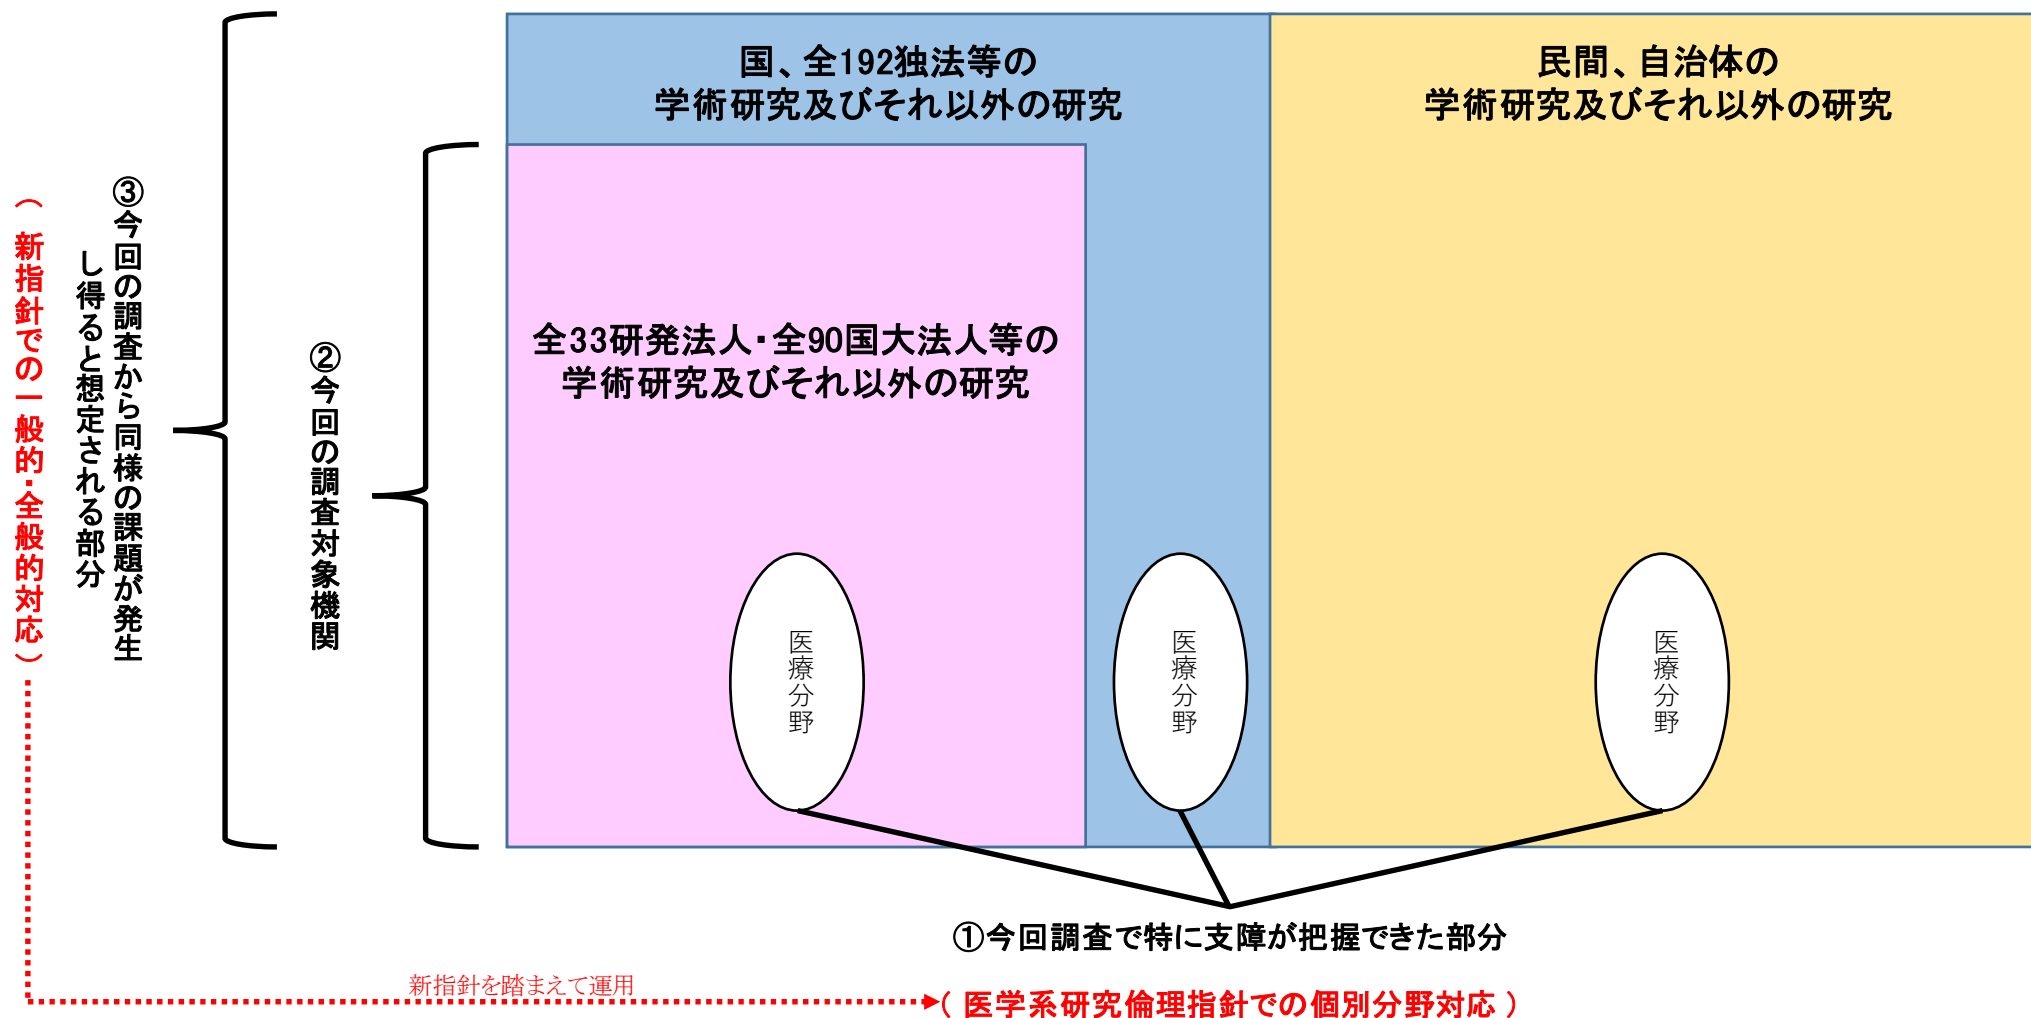 国、全192独法等の
学術研究及びそれ以外の研究
民間、自治体の
学術研究及びそれ以外の研究
全33研発法人・全90国大法人等の
学術研究及びそれ以外の研究
③今回の調査から同様の課題が発生
し得ると想定される部分
（ 新指針での一般的・全般的対応）
②今回の調査対象機関
医療分野
医療分野
医療分野
①今回調査で特に支障が把握できた部分
新指針を踏まえて運用
（ 医学系研究倫理指針での個別分野対応 ）